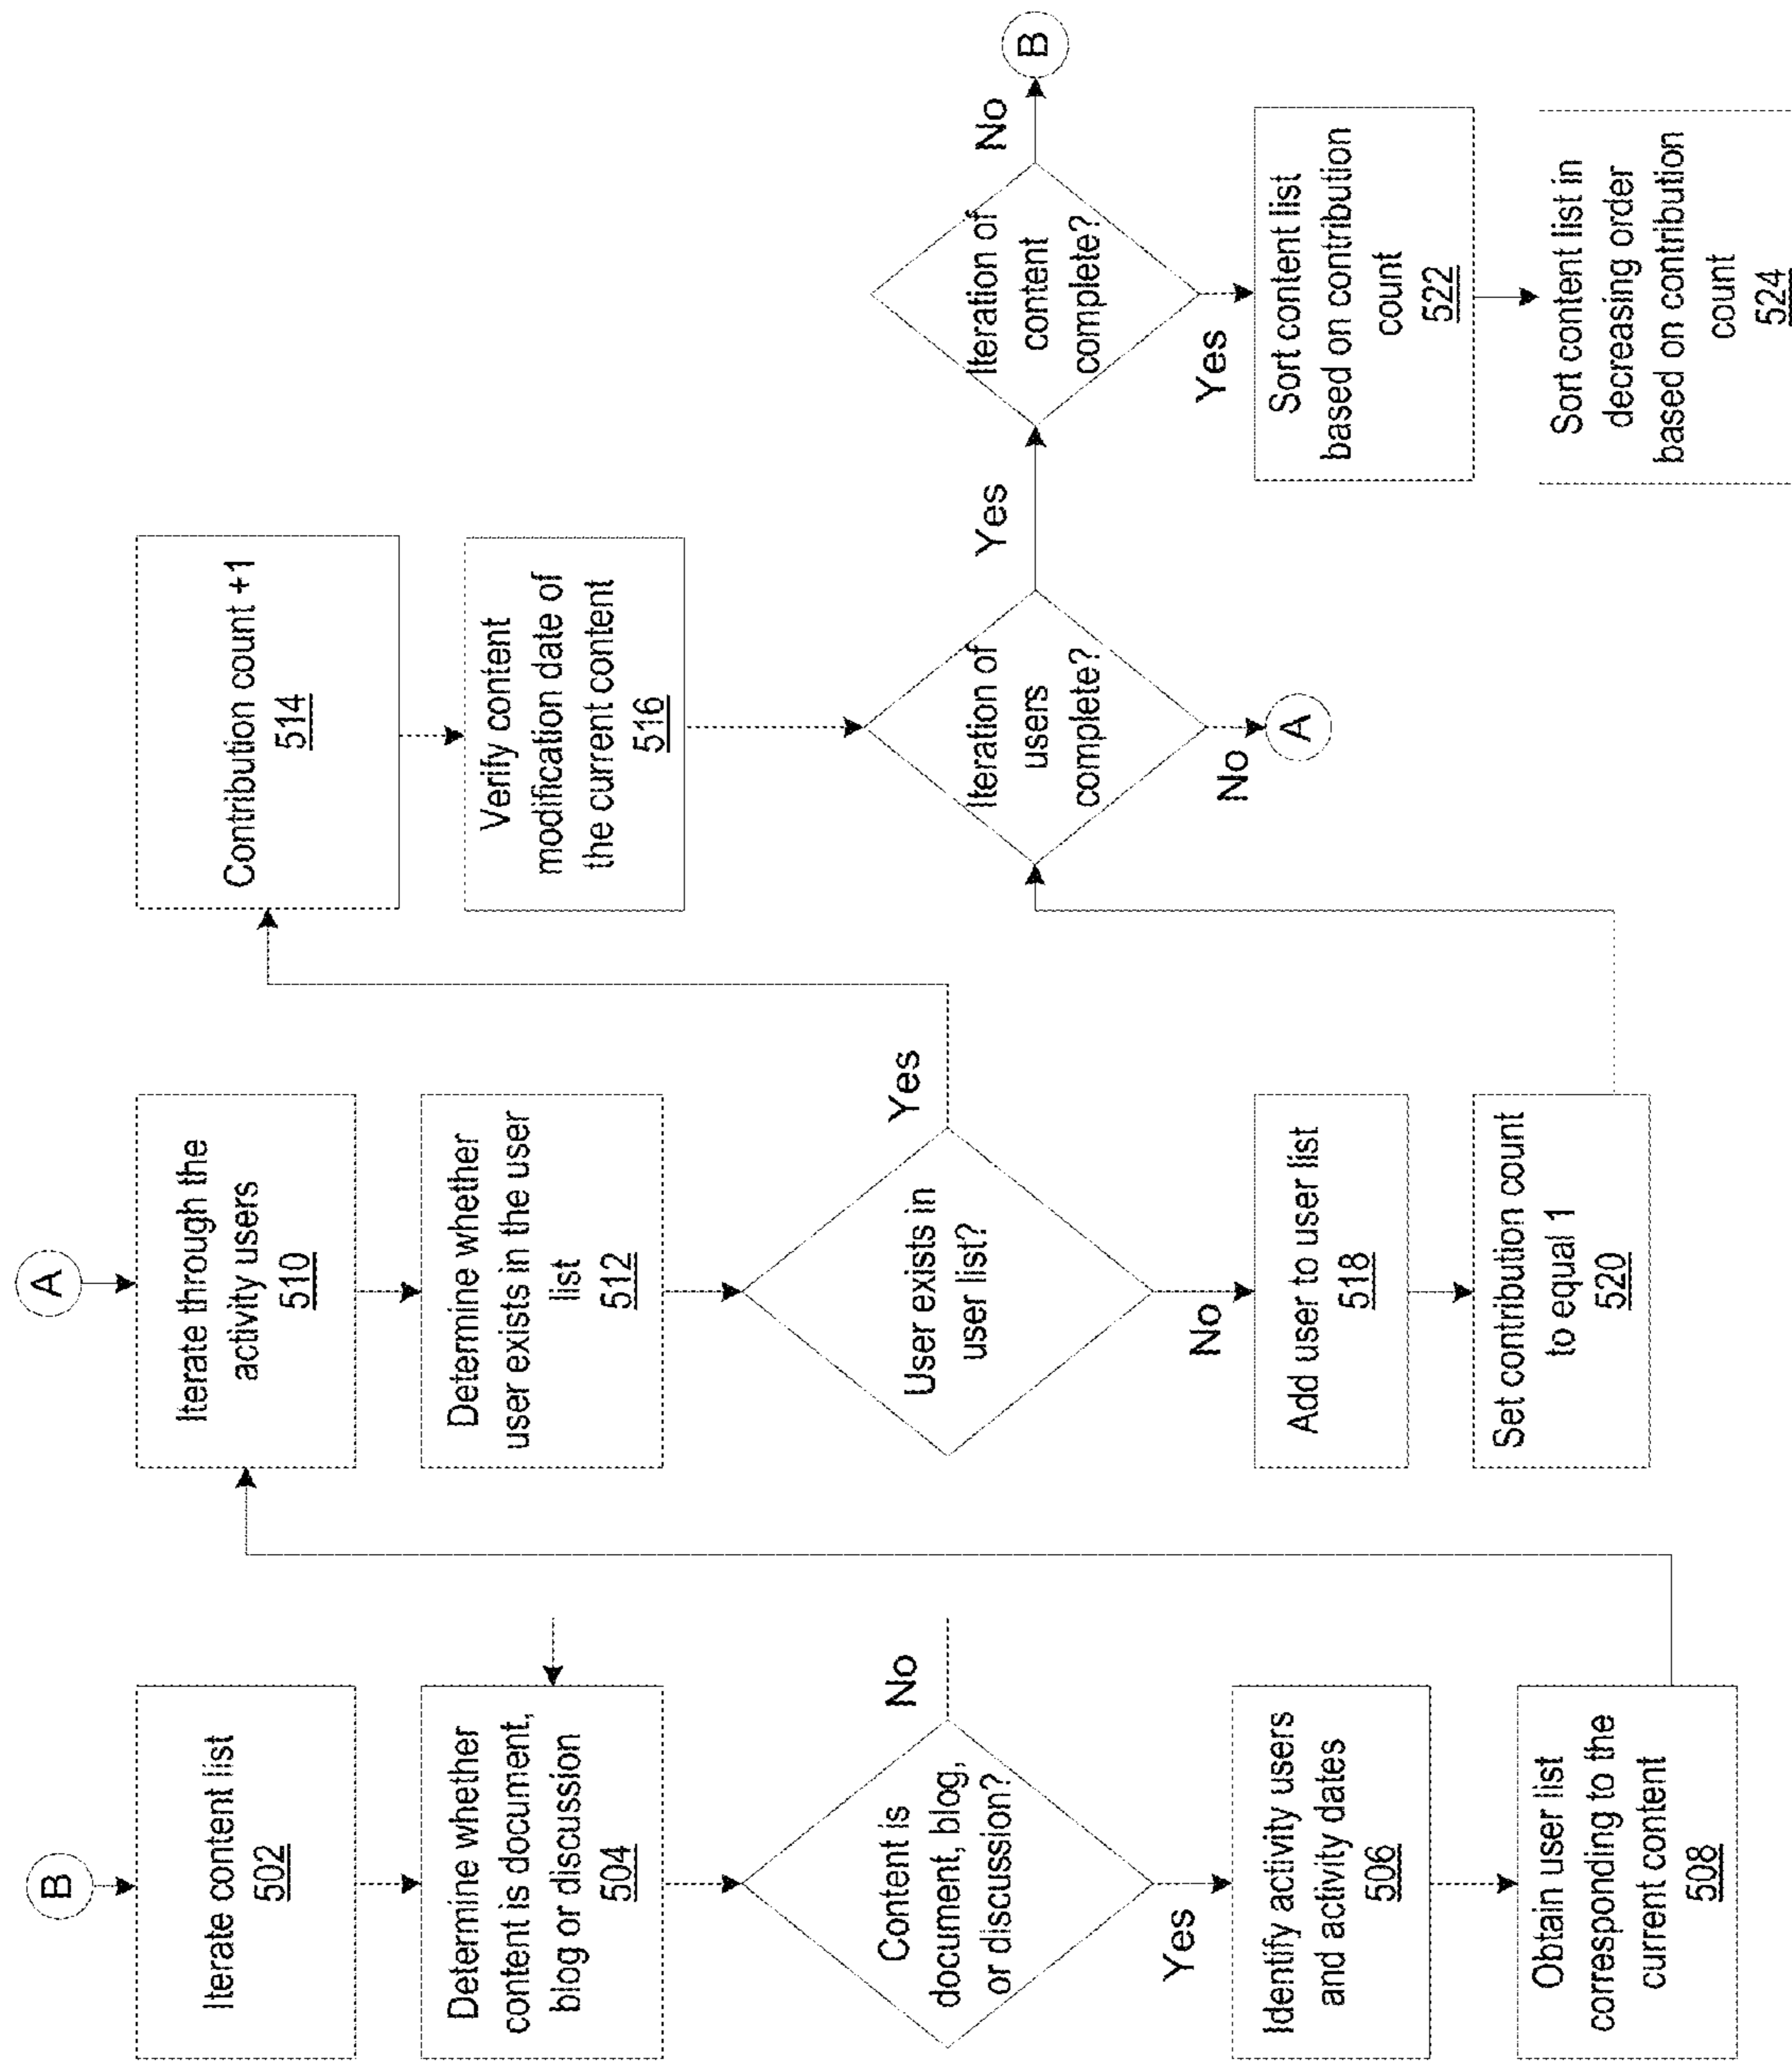 B
Iterate content list
502
Determine whether
content is document,
blog or discussion
504
Content is
document, blog,
or discussion?
No
Yes
Identify activity users
and activity dates
506
Obtain user list
corresponding to the
current content
508
A
Iterate through the
activity users
510
Determine whether
user exists in the user
list
512
User exists in
user list?
Yes
No
Add user to user list
518
Set contribution count
to equal 1
520
Contribution count +1
514
Verify content
modification date of
the current content
516
Iteration of
users
complete?
Yes
No
A
Iteration of
content
complete?
No
B
Yes
Sort content list
based on contribution
count
522
Sort content list in
decreasing order
based on contribution
count
524